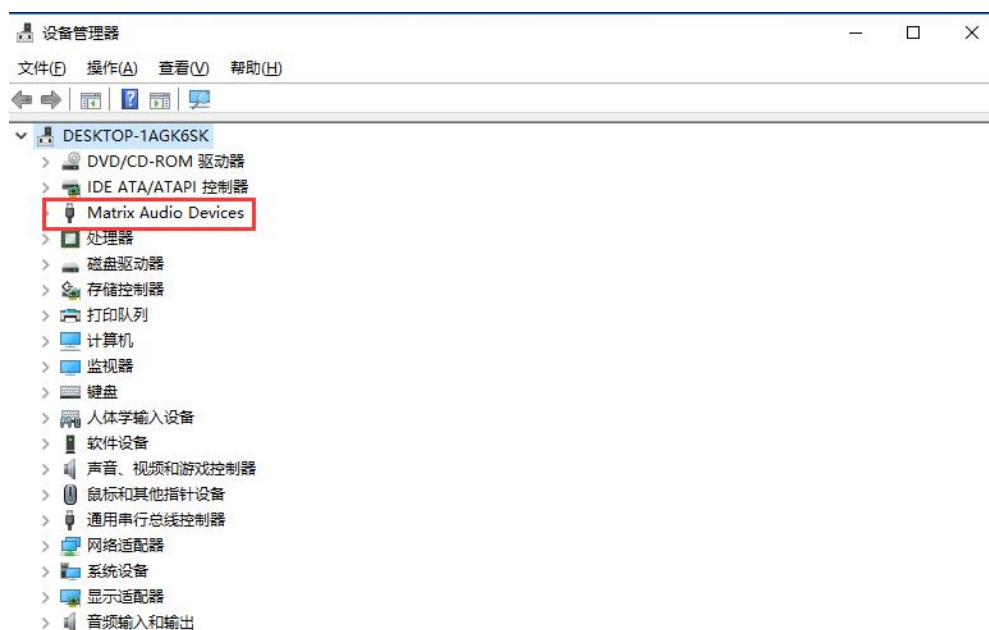 设备管理器
文件(F) 操作(A) 查看(V) 帮助(H)
DESKTOP-1AGK6SK
DVD/CD-ROM 驱动器
IDE ATA/ATAPI 控制器
Matrix Audio Devices
处理器
磁盘驱动器
存储控制器
打印队列
计算机
监视器
键盘
人体学输入设备
软件设备
声音、视频和游戏控制器
鼠标和其他指针设备
通用串行总线控制器
网络适配器
系统设备
显示适配器
音频输入和输出